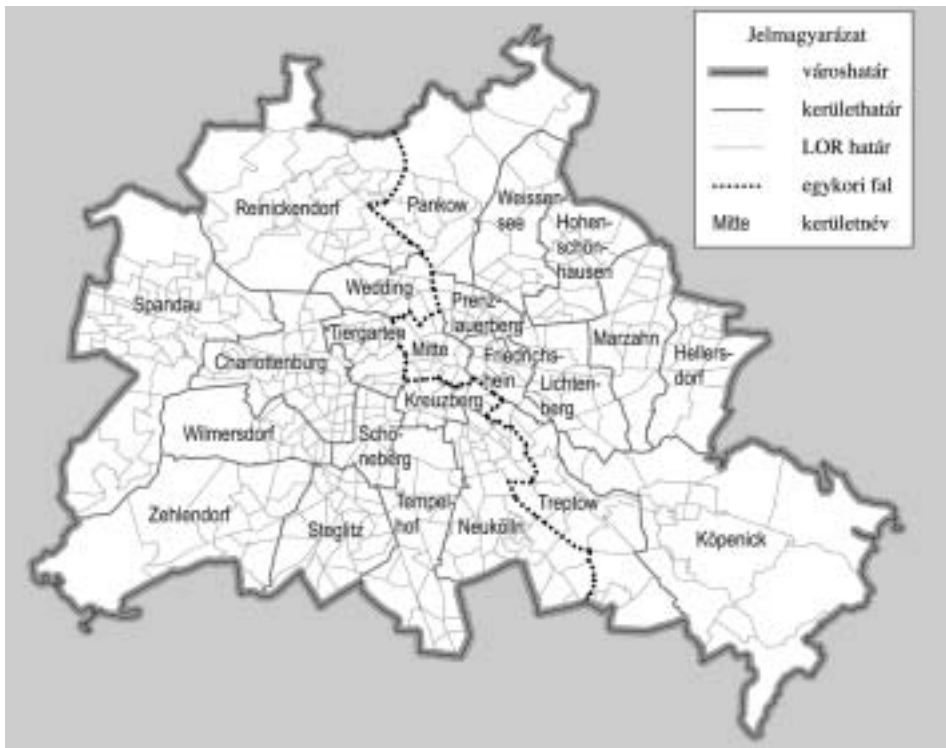 Jelmagyarázat
városhatár
kerülethatár
LOR határ
egykori fal
Mitte kerületnév
Reinickendorf
Pankow
Weissen-
see
Hohen-
schön-
hausen
Spandau
Wedding
Prenz-
lauerberg
Tiergarten
Mitte
Marzahn
Hellers-
dorf
Charlottenburg
Friedrichs-
hein
Lichten-
berg
Kreuzberg
Wilmersdorf
Schö-
neberg
Zehlendorf
Steglitz
Tempel-
hof
Neukölln
Treptow
Köpenick